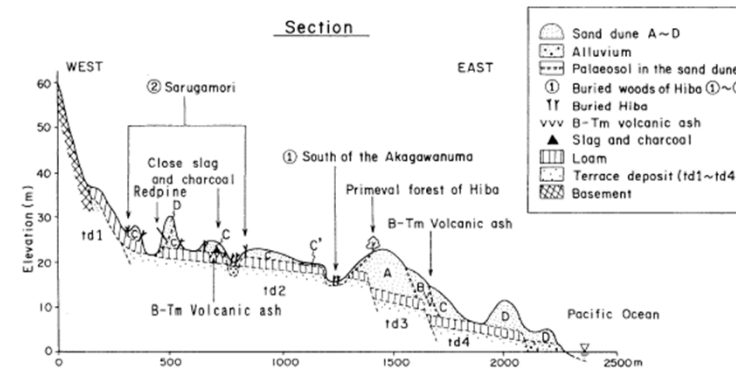 Section
WEST
EAST
② Sarugamori
Close slag
and charcoal
Redpine
① South of the Akagawanuma
Primeval forest of Hiba
B-Tm Volcanic ash
B-Tm Volcanic ash
Pacific Ocean
Elevation (m)
60
50
40
30
20
10
0
0
500
1000
1500
2000
2500m
td1
td2
td3
td4
C
D
C
C
C
C'
A
B
C
D
D
Sand dune A~D
Alluvium
Palaeosol in the sand dune
① Buried woods of Hiba ①~
Buried Hiba
B-Tm volcanic ash
Slag and charcoal
Loam
Terrace deposit (td1~td4
Basement